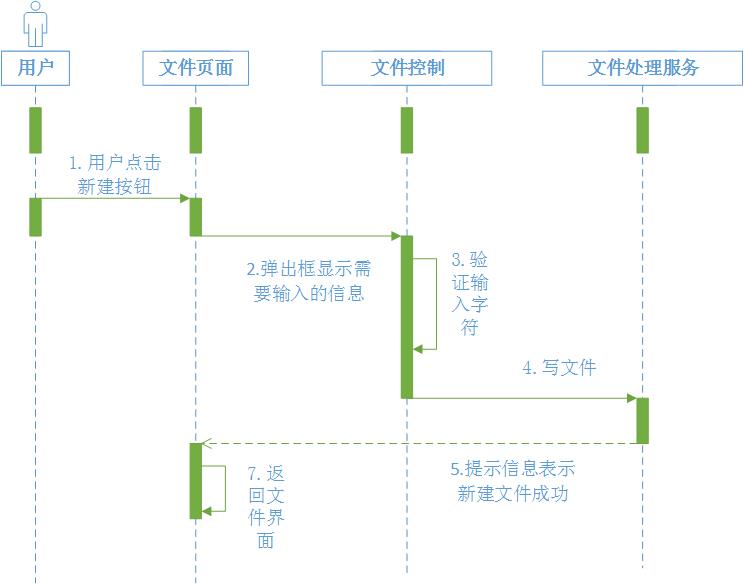 用户
文件页面
文件控制
文件处理服务
1.用户点击
新建按钮
2.弹出框显示需
要输入的信息
3.验
证输
入字
符
4.写文件
5.提示信息表示
新建文件成功
7.返
回文
件界
面